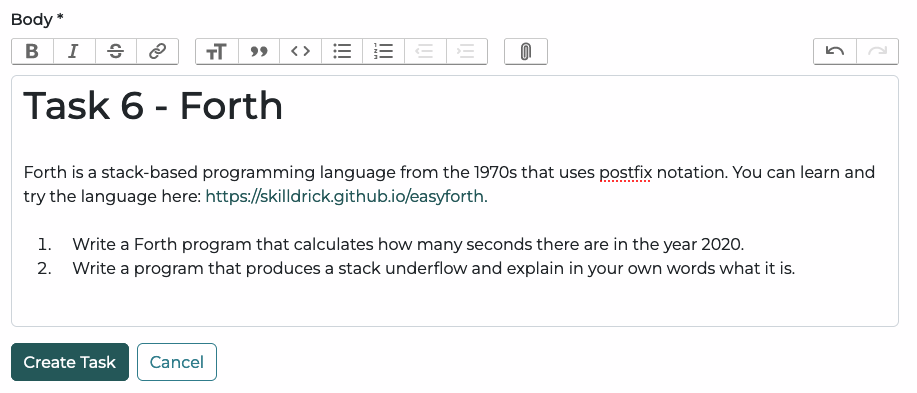 Body *
B I S
Task 6 - Forth
Forth is a stack-based programming language from the 1970s that uses postfix notation. You can learn and
try the language here: https://skilldrick.github.io/easyforth.
1. Write a Forth program that calculates how many seconds there are in the year 2020.
2. Write a program that produces a stack underflow and explain in your own words what it is.
Create Task Cancel